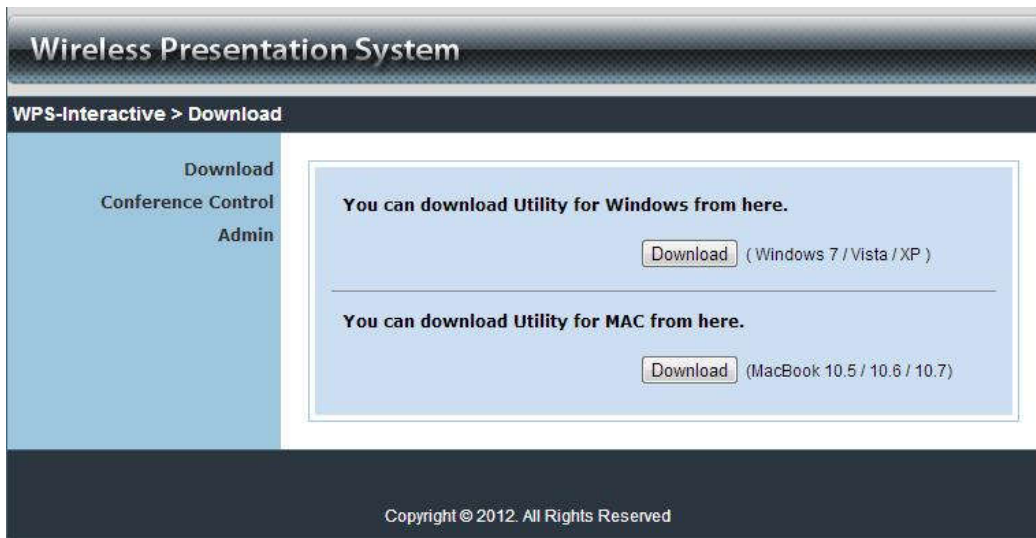 Wireless Presentation System
WPS-Interactive > Download
Download
Conference Control
Admin
You can download Utility for Windows from here.
Download ( Windows 7 / Vista / XP )
You can download Utility for MAC from here.
Download (MacBook 10.5 / 10.6 / 10.7)
Copyright © 2012. All Rights Reserved